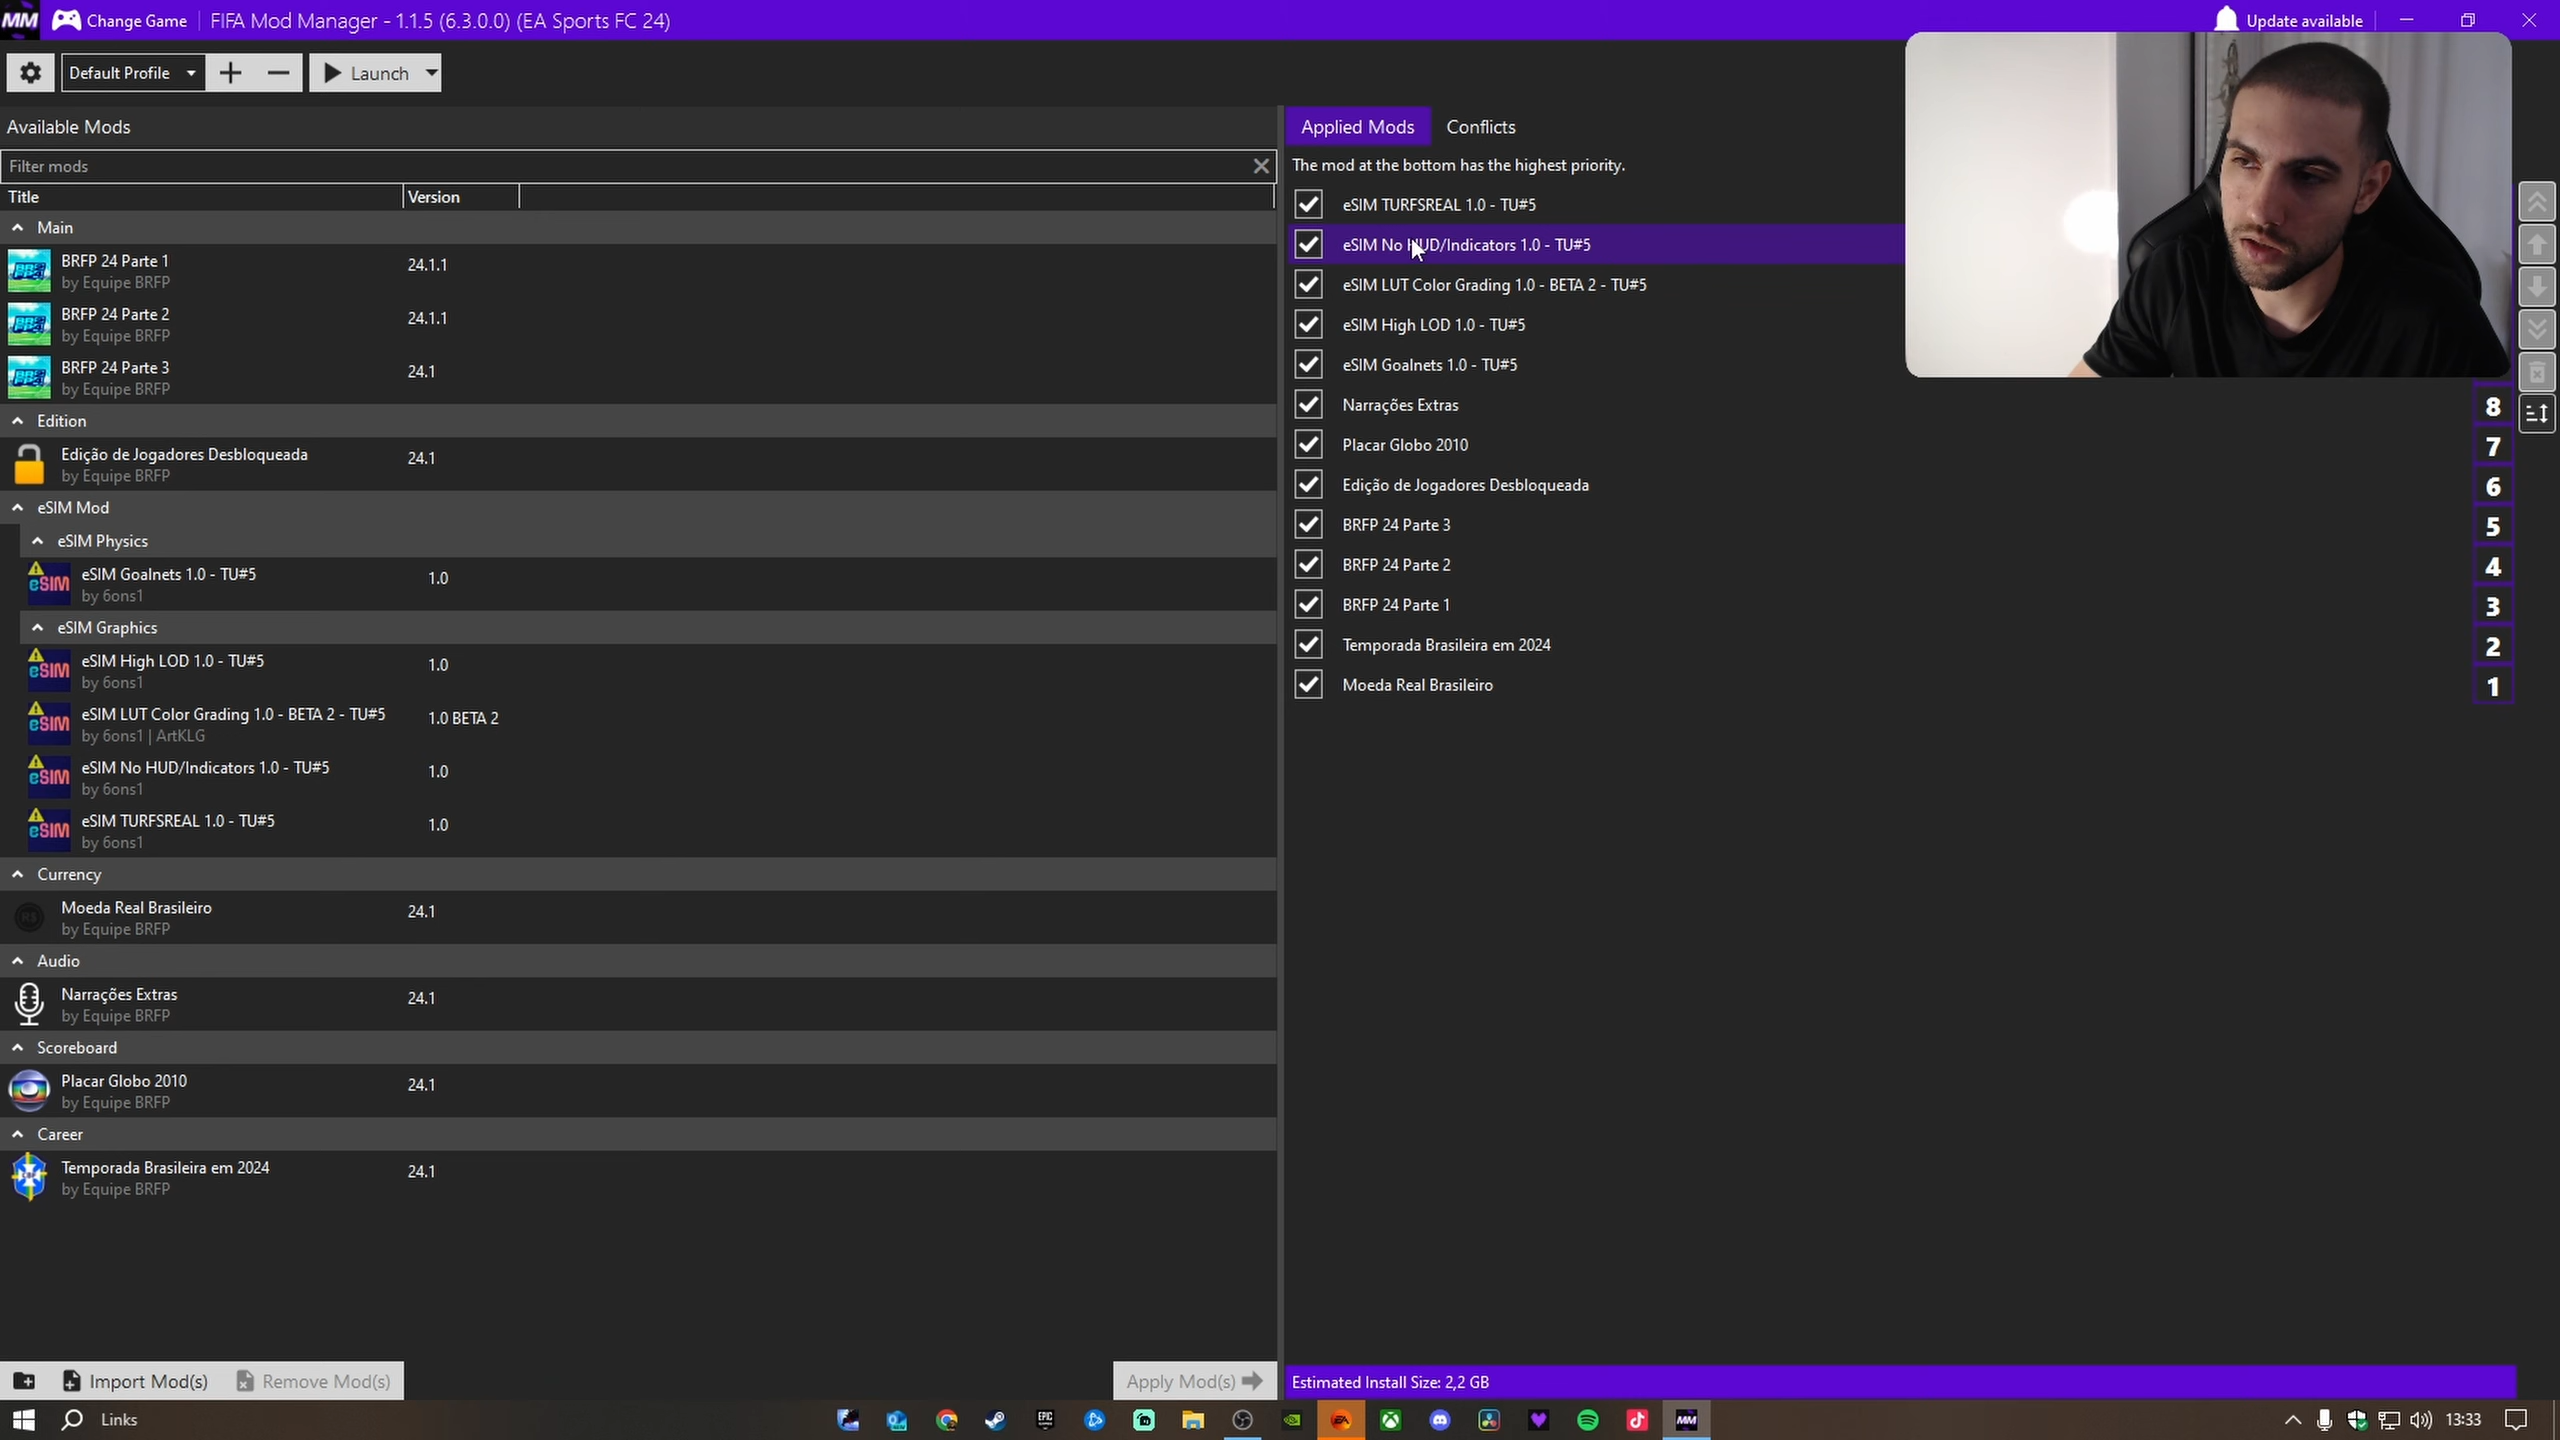 MM Change Game FIFA Mod Manager - 1.1.5 (6.3.0.0) (EA Sports FC 24) Update available
Default Profile Launch
Available Mods
Filter mods
Title Version
Main
BRFP 24 Parte 1 24.1.1
by Equipe BRFP
BRFP 24 Parte 2 24.1.1
by Equipe BRFP
BRFP 24 Parte 3 24.1
by Equipe BRFP
Edition
Edição de Jogadores Desbloqueada 24.1
by Equipe BRFP
eSIM Mod
eSIM Physics
eSIM eSIM Goalnets 1.0 - TU#5 1.0
by 6ons1
eSIM Graphics
eSIM eSIM High LOD 1.0 - TU#5 1.0
by 6ons1
eSIM eSIM LUT Color Grading 1.0 - BETA 2 - TU#5 1.0 BETA 2
by 6ons1 | ArtKLG
eSIM eSIM No HUD/Indicators 1.0 - TU#5 1.0
by 6ons1
eSIM eSIM TURFSREAL 1.0 - TU#5 1.0
by 6ons1
Currency
R$ Moeda Real Brasileiro 24.1
by Equipe BRFP
Audio
Narrações Extras 24.1
by Equipe BRFP
Scoreboard
Placar Globo 2010 24.1
by Equipe BRFP
Career
Temporada Brasileira em 2024 24.1
by Equipe BRFP
Import Mod(s) Remove Mod(s) Apply Mod(s)
Applied Mods Conflicts
The mod at the bottom has the highest priority.
eSIM TURFSREAL 1.0 - TU#5
eSIM No HUD/Indicators 1.0 - TU#5
eSIM LUT Color Grading 1.0 - BETA 2 - TU#5
eSIM High LOD 1.0 - TU#5
eSIM Goalnets 1.0 - TU#5
Narrações Extras 8
Placar Globo 2010 7
Edição de Jogadores Desbloqueada 6
BRFP 24 Parte 3 5
BRFP 24 Parte 2 4
BRFP 24 Parte 1 3
Temporada Brasileira em 2024 2
Moeda Real Brasileiro 1
Estimated Install Size: 2,2 GB
Links EPIC EA MM 13:33